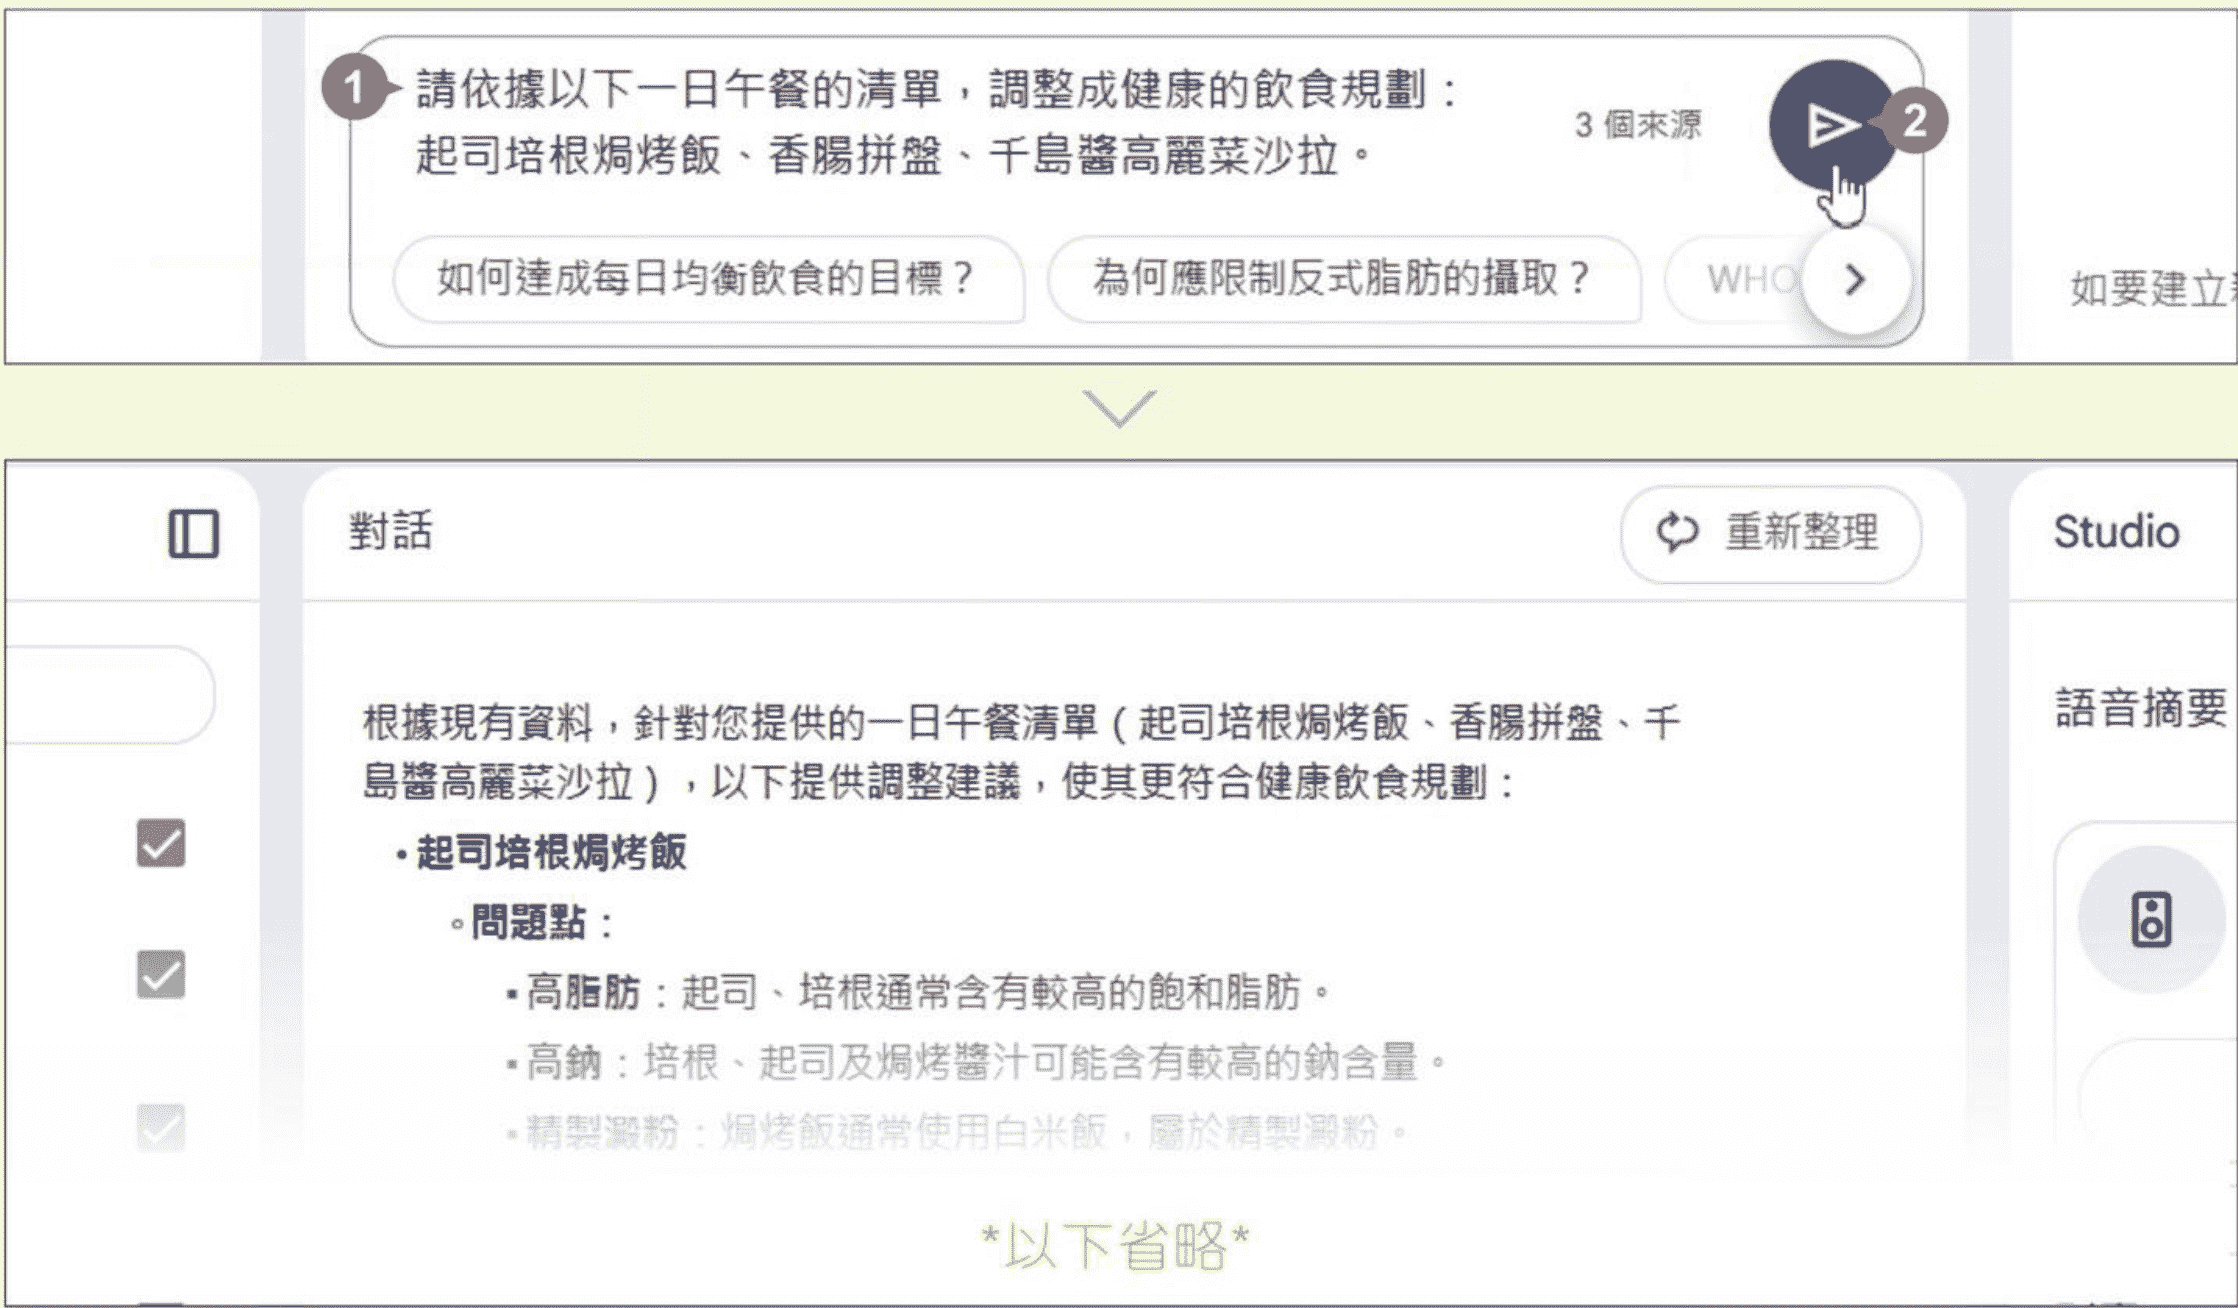 1
請依據以下一日午餐的清單，調整成健康的飲食規劃：
起司培根焗烤飯、香腸拼盤、千島醬高麗菜沙拉。
3 個來源
2
如何達成每日均衡飲食的目標？
為何應限制反式脂肪的攝取？
WHO
如要建立
對話
重新整理
Studio
根據現有資料，針對您提供的一日午餐清單（起司培根焗烤飯、香腸拼盤、千
島醬高麗菜沙拉），以下提供調整建議，使其更符合健康飲食規劃：
•起司培根焗烤飯
◦問題點：
▪高脂肪：起司、培根通常含有較高的飽和脂肪。
▪高鈉：培根、起司及焗烤醬汁可能含有較高的鈉含量。
▪精製澱粉：焗烤飯通常使用白米飯，屬於精製澱粉。
語音摘要
*以下省略*